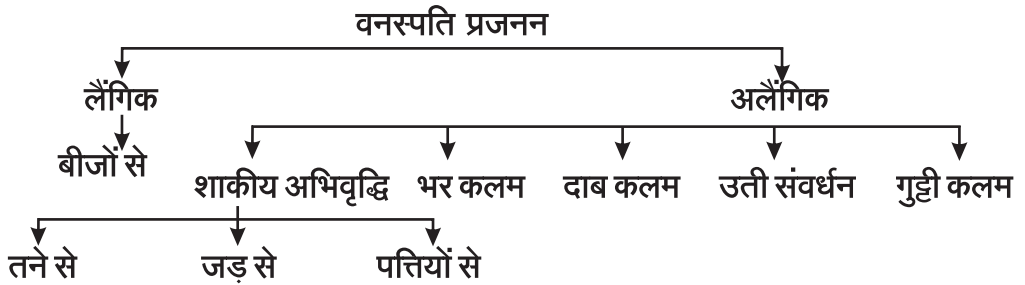 वनस्पति प्रजनन
लैंगिक अलैंगिक
बीजों से
शाकीय अभिवृद्धि भर कलम दाब कलम उती संवर्धन गुट्टी कलम
तने से जड़ से पत्तियों से